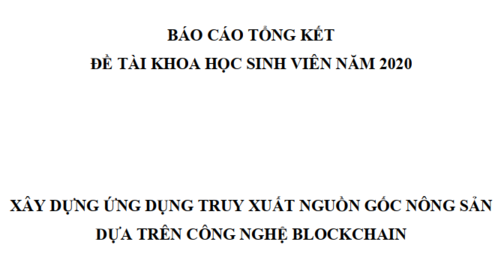 BÁO CÁO TỔNG KẾT
ĐỀ TÀI KHOA HỌC SINH VIÊN NĂM 2020
XÂY DỰNG ỨNG DỤNG TRUY XUẤT NGUỒN GỐC NÔNG SẢN
DỰA TRÊN CÔNG NGHỆ BLOCKCHAIN